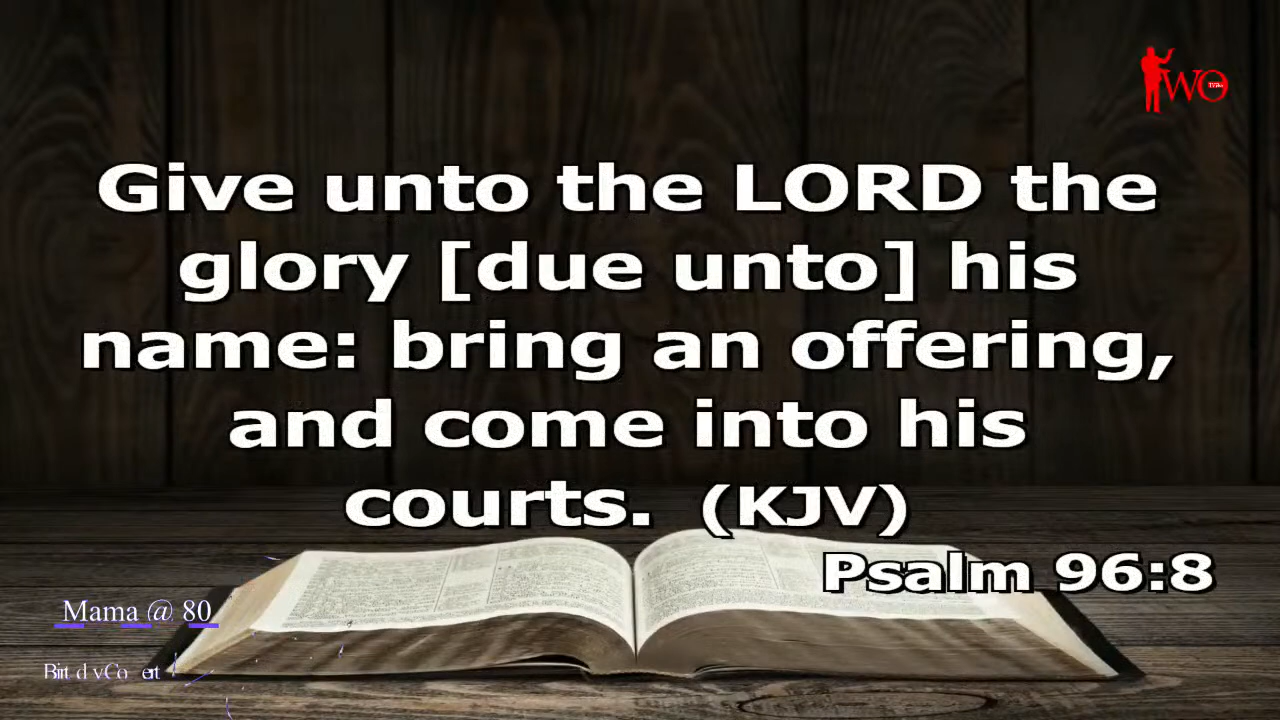 WO
Give unto the LORD the
glory [due unto] his
name: bring an offering,
and come into his
courts. (KJV)
Psalm 96:8
Mama @ 80